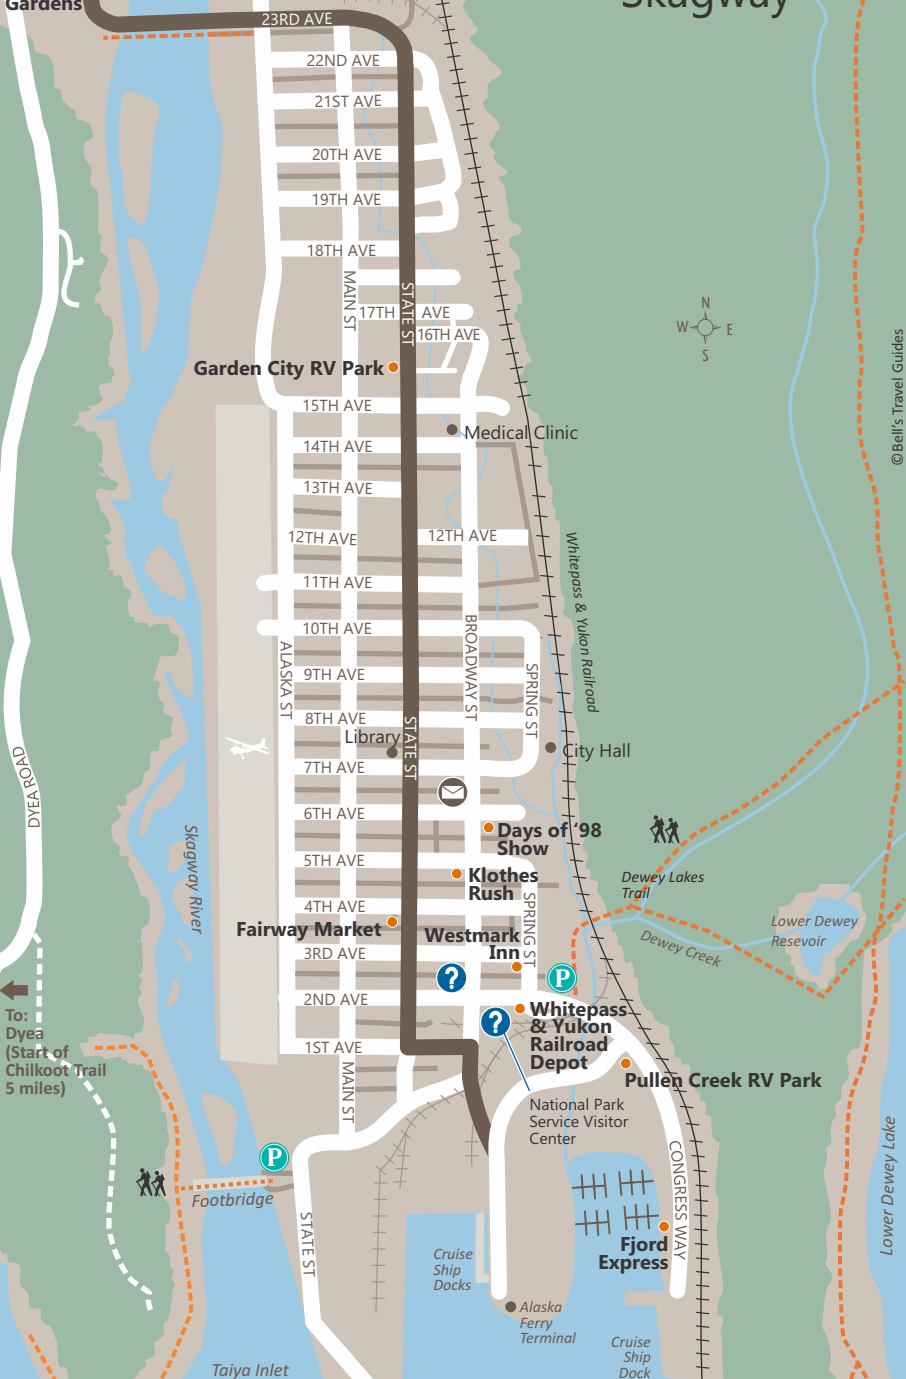 Gardens
Skagway
23RD AVE
22ND AVE
21ST AVE
20TH AVE
19TH AVE
18TH AVE
MAIN ST
STATE ST
17TH AVE
16TH AVE
N
W E
S
Garden City RV Park
15TH AVE
©Bell's Travel Guides
Medical Clinic
14TH AVE
13TH AVE
12TH AVE
12TH AVE
Whitepass & Yukon Railroad
11TH AVE
10TH AVE
BROADWAY ST
ALASKA ST
9TH AVE
SPRING ST
8TH AVE
STATE ST
Library
City Hall
7TH AVE
DYEA ROAD
6TH AVE
Skagway River
Days of ‘98
Show
5TH AVE
Klothes
Rush
Dewey Lakes
Trail
4TH AVE
SPRING ST
Fairway Market
Westmark
Inn
Lower Dewey
Resevoir
Dewey Creek
3RD AVE
?
P
2ND AVE
Whitepass
& Yukon
Railroad
Depot
?
To:
Dyea
(Start of
Chilkoot Trail
5 miles)
1ST AVE
MAIN ST
Pullen Creek RV Park
National Park
Service Visitor
Center
P
CONGRESS WAY
Lower Dewey Lake
Footbridge
STATE ST
Fjord
Express
Cruise
Ship
Docks
Alaska
Ferry
Terminal
Cruise
Ship
Dock
Taiya Inlet